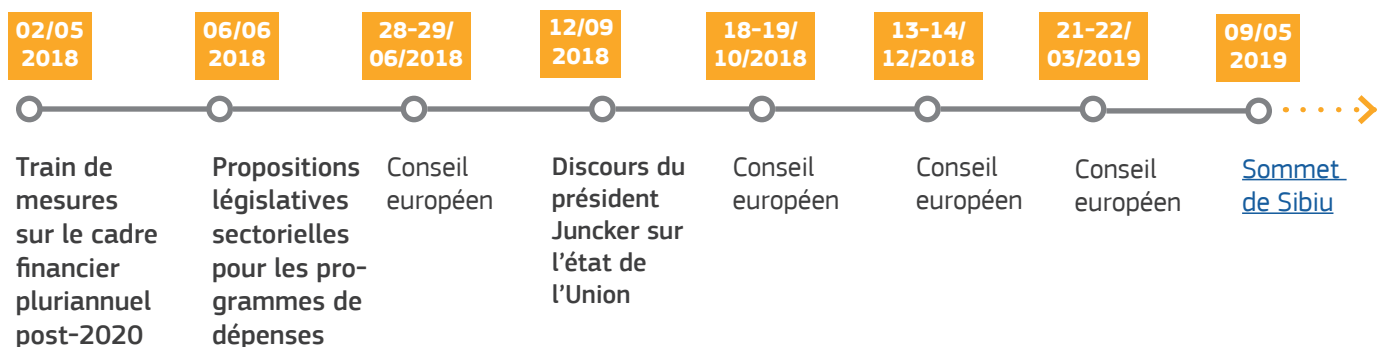 02/05
2018
06/06
2018
28-29/
06/2018
12/09
2018
18-19/
10/2018
13-14/
12/2018
21-22/
03/2019
09/05
2019
Train de
mesures
sur le cadre
financier
pluriannuel
post-2020
Propositions
législatives
sectorielles
pour les pro-
grammes de
dépenses
Conseil
européen
Discours du
président
Juncker sur
l'état de
l'Union
Conseil
européen
Conseil
européen
Conseil
européen
Sommet
de Sibiu